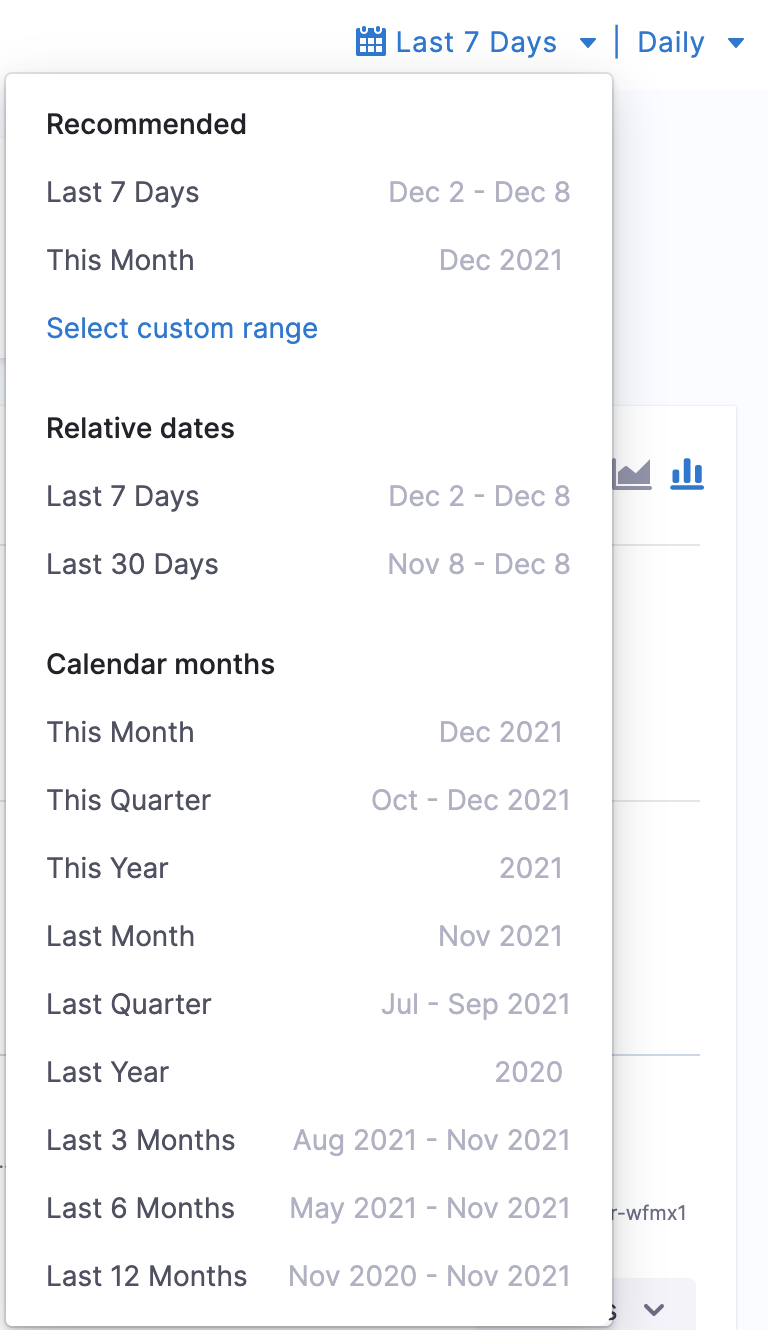 Last 7 Days | Daily
Recommended
Last 7 Days Dec 2 - Dec 8
This Month Dec 2021
Select custom range
Relative dates
Last 7 Days Dec 2 - Dec 8
Last 30 Days Nov 8 - Dec 8
Calendar months
This Month Dec 2021
This Quarter Oct - Dec 2021
This Year 2021
Last Month Nov 2021
Last Quarter Jul - Sep 2021
Last Year 2020
Last 3 Months Aug 2021 - Nov 2021
Last 6 Months May 2021 - Nov 2021
r-wfmx1
Last 12 Months Nov 2020 - Nov 2021